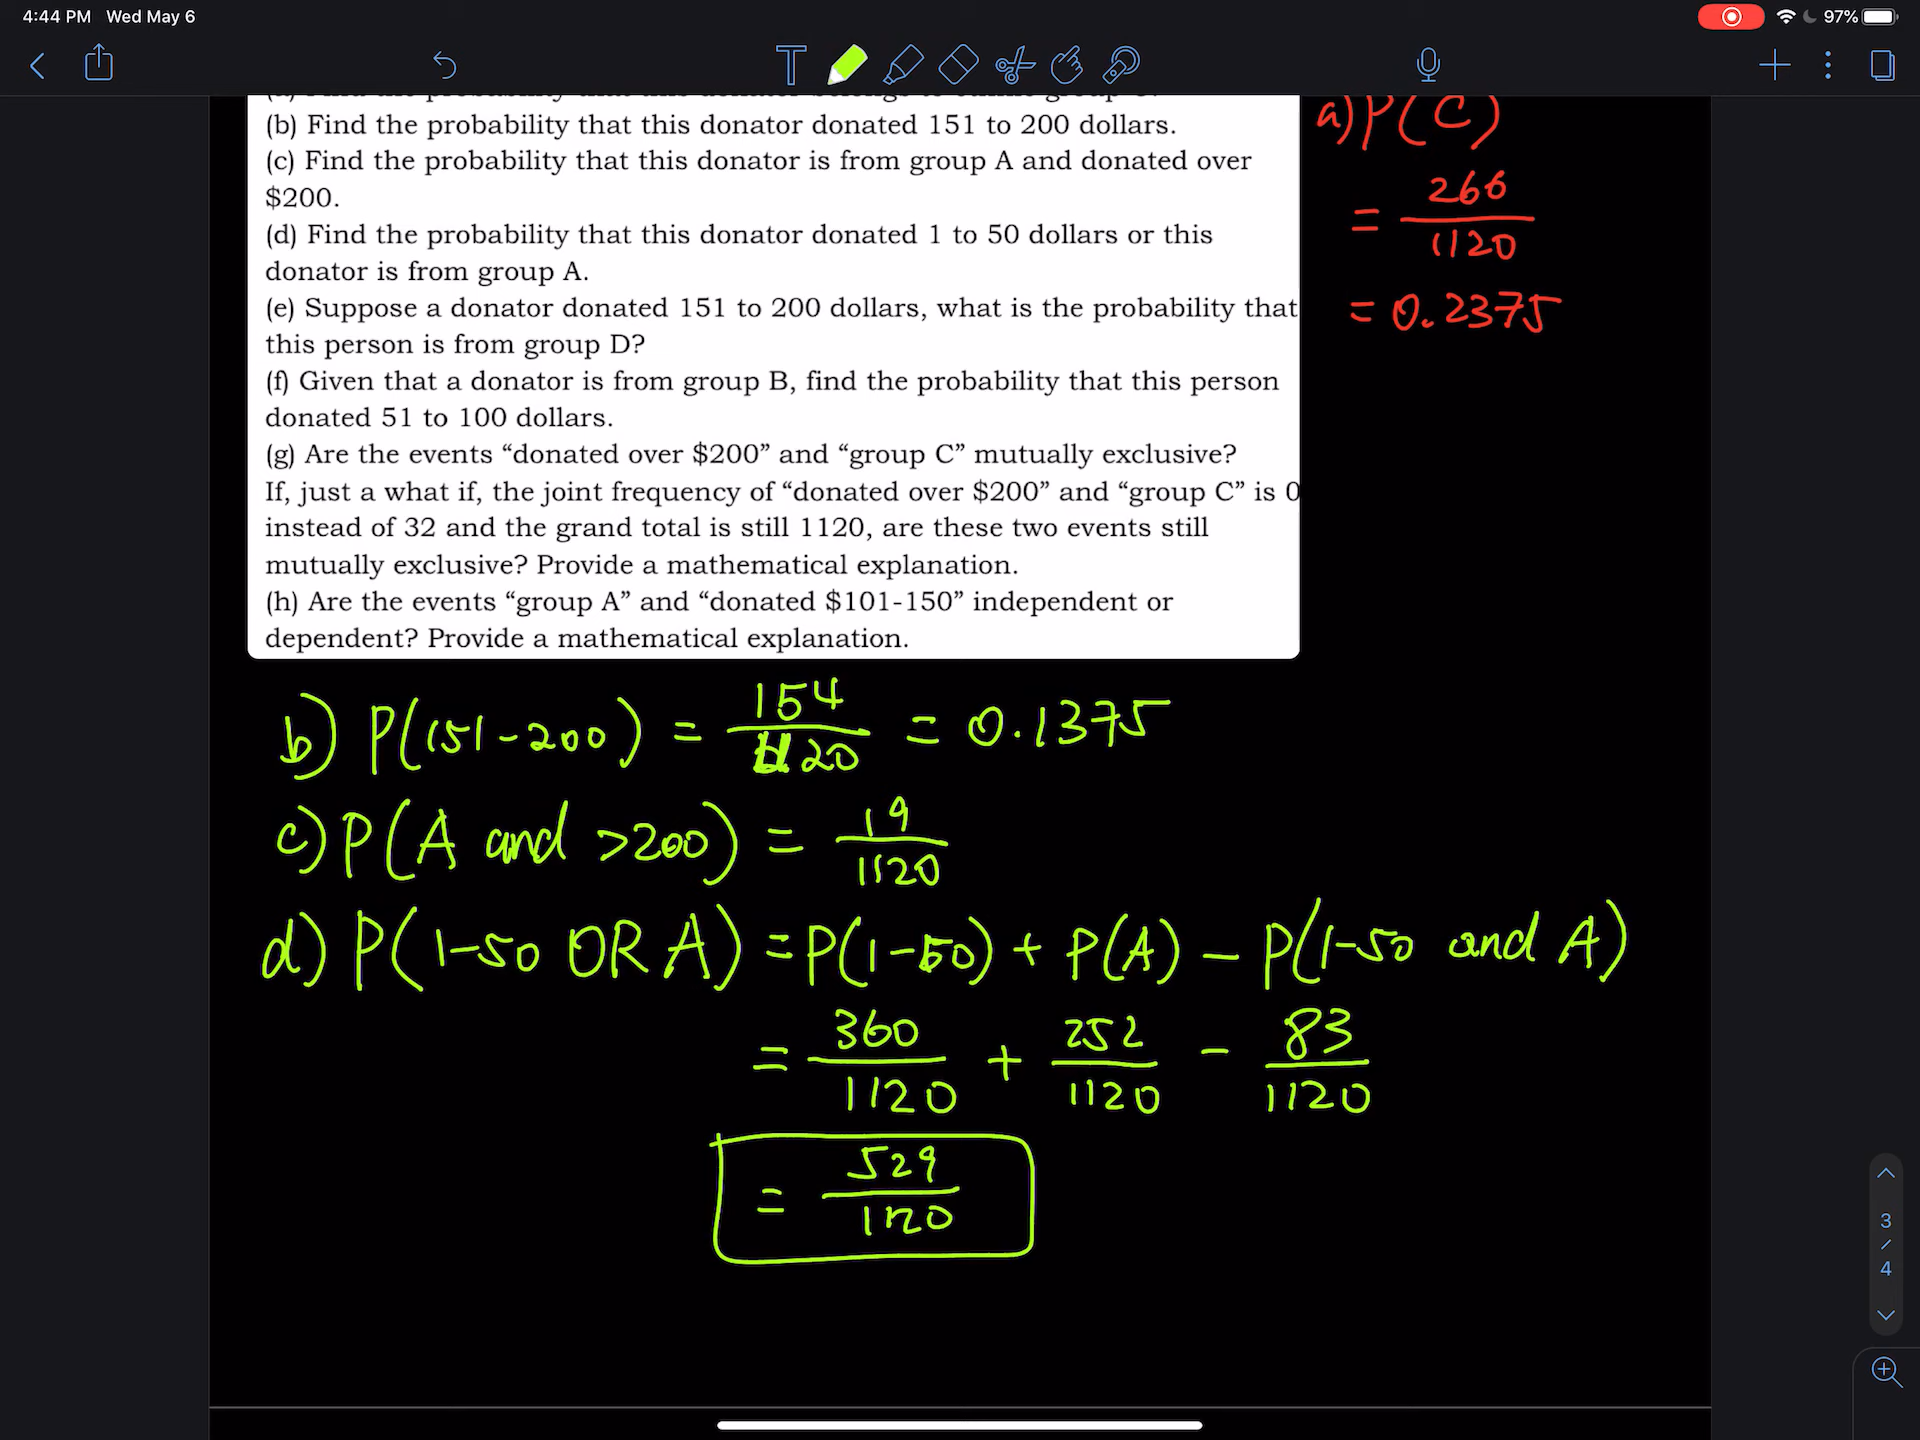 4:44 PM Wed May 6
97%
(b) Find the probability that this donator donated 151 to 200 dollars.
(c) Find the probability that this donator is from group A and donated over
$200.
(d) Find the probability that this donator donated 1 to 50 dollars or this
donator is from group A.
(e) Suppose a donator donated 151 to 200 dollars, what is the probability that
this person is from group D?
(f) Given that a donator is from group B, find the probability that this person
donated 51 to 100 dollars.
(g) Are the events “donated over $200” and “group C” mutually exclusive?
If, just a what if, the joint frequency of “donated over $200” and “group C” is 0
instead of 32 and the grand total is still 1120, are these two events still
mutually exclusive? Provide a mathematical explanation.
(h) Are the events “group A” and “donated $101-150” independent or
dependent? Provide a mathematical explanation.
a) P(C)
= 266/1120
= 0.2375
b) P(151-200) = 154/1120 = 0.1375
c) P(A and >200) = 19/1120
d) P(1-50 OR A) = P(1-50) + P(A) - P(1-50 and A)
= 360/1120 + 252/1120 - 83/1120
= 529/1120
3
/
4